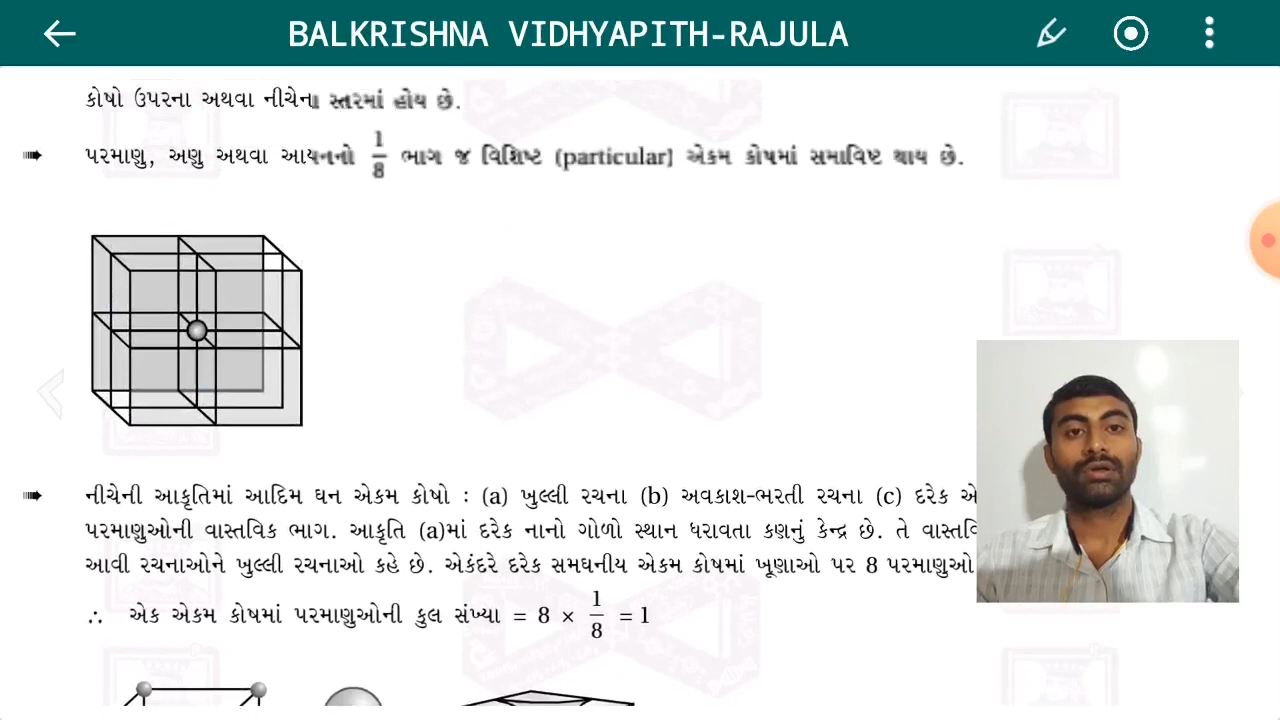 BALKRISHNA VIDHYAPITH-RAJULA
કોષો ઉપરના અથવા નીચેના સ્તરમાં હોય છે.
➠ પરમાણુ, અણુ અથવા આયનનો 1/8 ભાગ જ વિશિષ્ટ (particular] એકમ કોષમાં સમાવિષ્ટ થાય છે.
➠ નીચેની આકૃતિમાં આદિમ ઘન એકમ કોષો : (a) ખુલ્લી રચના (b) અવકાશ-ભરતી રચના (c) દરેક
પરમાણુઓની વાસ્તવિક ભાગ. આકૃતિ (a)માં દરેક નાનો ગોળો સ્થાન ધરાવતા કણનું કેન્દ્ર છે. તે
આવી રચનાઓને ખુલ્લી રચનાઓ કહે છે. એકંદરે દરેક સમઘનીય એકમ કોષમાં ખૂણાઓ પર 8 પરમાણુઓ
∴ એક એકમ કોષમાં પરમાણુઓની કુલ સંખ્યા = 8 × 1/8 = 1